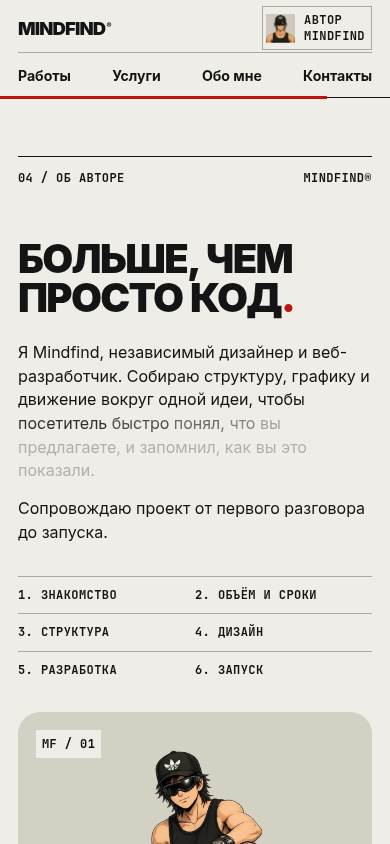 MINDFIND®
АВТОР
MINDFIND
Работы Услуги Обо мне Контакты
04 / ОБ АВТОРЕ MINDFIND®
БОЛЬШЕ, ЧЕМ
ПРОСТО КОД.
Я Mindfind, независимый дизайнер и веб-
разработчик. Собираю структуру, графику и
движение вокруг одной идеи, чтобы
посетитель быстро понял, что вы
предлагаете, и запомнил, как вы это
показали.
Сопровождаю проект от первого разговора
до запуска.
1. ЗНАКОМСТВО 2. ОБЪЁМ И СРОКИ
3. СТРУКТУРА 4. ДИЗАЙН
5. РАЗРАБОТКА 6. ЗАПУСК
MF / 01